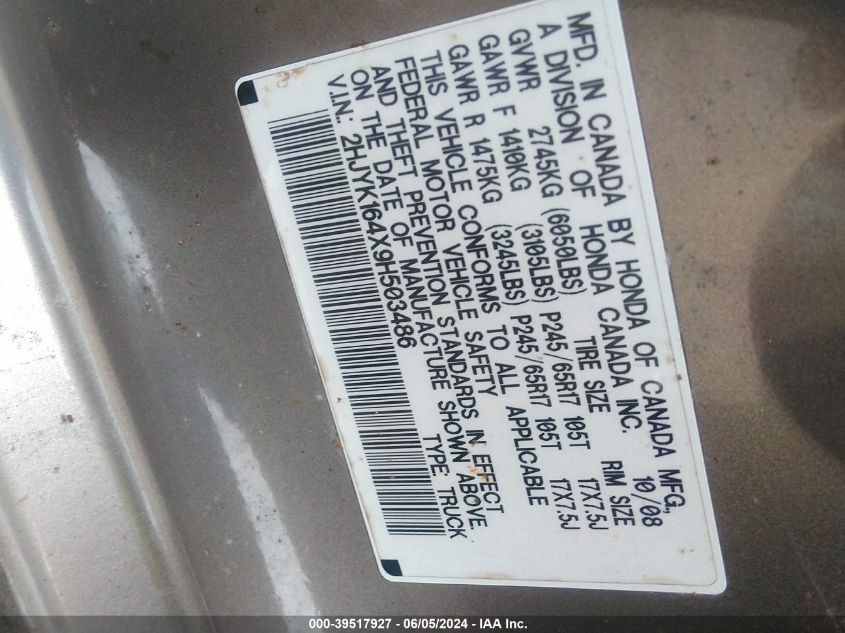 MFD. IN CANADA BY HONDA OF CANADA MFG.,
A DIVISION OF HONDA CANADA INC. 10/08
GVWR 2745KG (6050LBS) TIRE SIZE RIM SIZE
GAWR F 1410KG (3105LBS) P245/65R17 105T 17X7.5J
GAWR R 1475KG (3245LBS) P245/65R17 105T 17X7.5J
THIS VEHICLE CONFORMS TO ALL APPLICABLE
FEDERAL MOTOR VEHICLE SAFETY
AND THEFT PREVENTION STANDARDS IN EFFECT
ON THE DATE OF MANUFACTURE SHOWN ABOVE.
V.I.N.: 2HJYK164X9H503486 TYPE: TRUCK
000-39517927 - 06/05/2024 - IAA Inc.